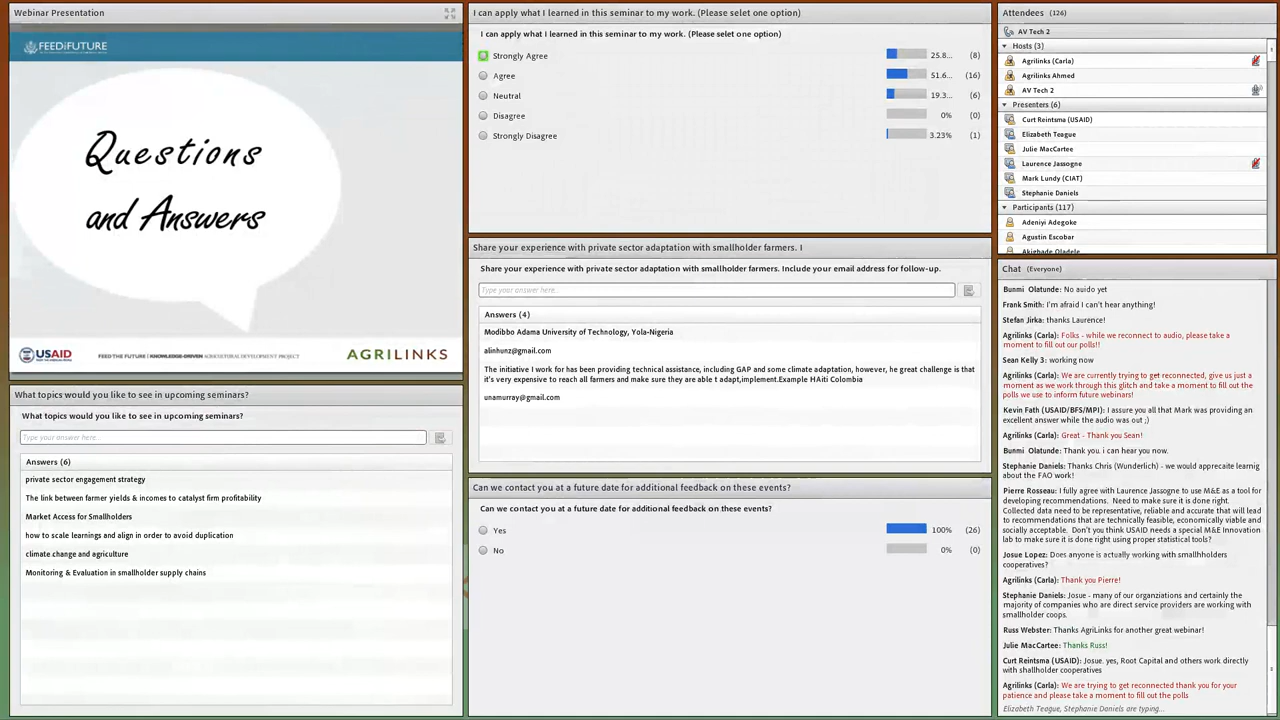 Webinar Presentation
FEED THE FUTURE
Questions
and Answers
USAID
FEED THE FUTURE | KNOWLEDGE-DRIVEN AGRICULTURAL DEVELOPMENT PROJECT
AGRILINKS
What topics would you like to see in upcoming seminars?
What topics would you like to see in upcoming seminars?
Type your answer here...
Answers (6)
private sector engagement strategy
The link between farmer yields & incomes to catalyst firm profitability
Market Access for Smallholders
how to scale learnings and align in order to avoid duplication
climate change and agriculture
Monitoring & Evaluation in smallholder supply chains
I can apply what I learned in this seminar to my work. (Please selet one option)
I can apply what I learned in this seminar to my work. (Please selet one option)
Strongly Agree 25.8... (8)
Agree 51.6... (16)
Neutral 19.3... (6)
Disagree 0% (0)
Strongly Disagree 3.23% (1)
Share your experience with private sector adaptation with smallholder farmers. I
Share your experience with private sector adaptation with smallholder farmers. Include your email address for follow-up.
Type your answer here...
Answers (4)
Modibbo Adama University of Technology, Yola-Nigeria
alinhunz@gmail.com
The initiative I work for has been providing technical assistance, including GAP and some climate adaptation, however, he great challenge is that
it's very expensive to reach all farmers and make sure they are able t adapt,implement.Example HAiti Colombia
unamurray@gmail.com
Can we contact you at a future date for additional feedback on these events?
Can we contact you at a future date for additional feedback on these events?
Yes 100% (26)
No 0% (0)
Attendees (126)
AV Tech 2
Hosts (3)
Agrilinks (Carla)
Agrilinks Ahmed
AV Tech 2
Presenters (6)
Curt Reintsma (USAID)
Elizabeth Teague
Julie MacCartee
Laurence Jassogne
Mark Lundy (CIAT)
Stephanie Daniels
Participants (117)
Adeniyi Adegoke
Agustin Escobar
Akigbade Oladele
Chat (Everyone)
Bunmi Olatunde: No auido yet
Frank Smith: I'm afraid I can't hear anything!
Stefan Jirka: thanks Laurence!
Agrilinks (Carla): Folks - while we reconnect to audio, please take a
moment to fill out our polls!!
Sean Kelly 3: working now
Agrilinks (Carla): We are currently trying to get reconnected, give us just a
moment as we work through this glitch and take a moment to fill out the
polls we use to inform future webinars!
Kevin Fath (USAID/BFS/MPI): I assure you all that Mark was providing an
excellent answer while the audio was out ;)
Agrilinks (Carla): Great - Thank you Sean!
Bunmi Olatunde: Thank you. i can hear you now.
Stephanie Daniels: Thanks Chris (Wunderlich) - we would appreciate learnig
about the FAO work!
Pierre Rosseau: I fully agree with Laurence Jassogne to use M&E as a tool for
developing recommendations. Need to make sure it is done right.
Collected data need to be representative, reliable and accurate that will lead
to recommendations that are technically feasible, economically viable and
socially acceptable. Don't you think USAID needs a special M&E Innovation
lab to make sure it is done right using proper statistical tools?
Josue Lopez: Does anyone is actually working with smallhholders
cooperatives?
Agrilinks (Carla): Thank you Pierre!
Stephanie Daniels: Josue - many of our organziations and certainly the
majority of companies who are direct service providers are working with
smallholder coops.
Russ Webster: Thanks AgriLinks for another great webinar!
Julie MacCartee: Thanks Russ!
Curt Reintsma (USAID): Josue. yes, Root Capital and others work directly
with shallholder cooperatives
Agrilinks (Carla): We are trying to get reconnected thank you for your
patience and please take a moment to fill out the polls
Elizabeth Teague, Stephanie Daniels are typing...